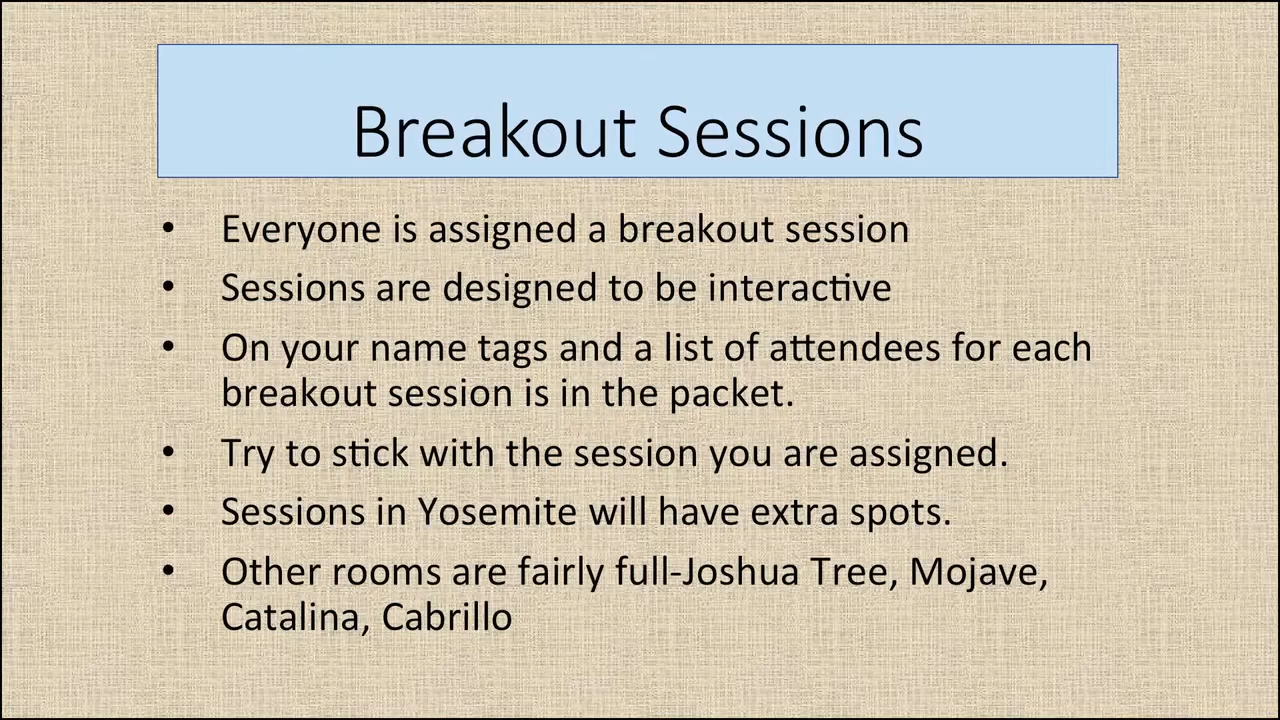 Breakout Sessions
• Everyone is assigned a breakout session
• Sessions are designed to be interactive
• On your name tags and a list of attendees for each
breakout session is in the packet.
• Try to stick with the session you are assigned.
• Sessions in Yosemite will have extra spots.
• Other rooms are fairly full-Joshua Tree, Mojave,
Catalina, Cabrillo